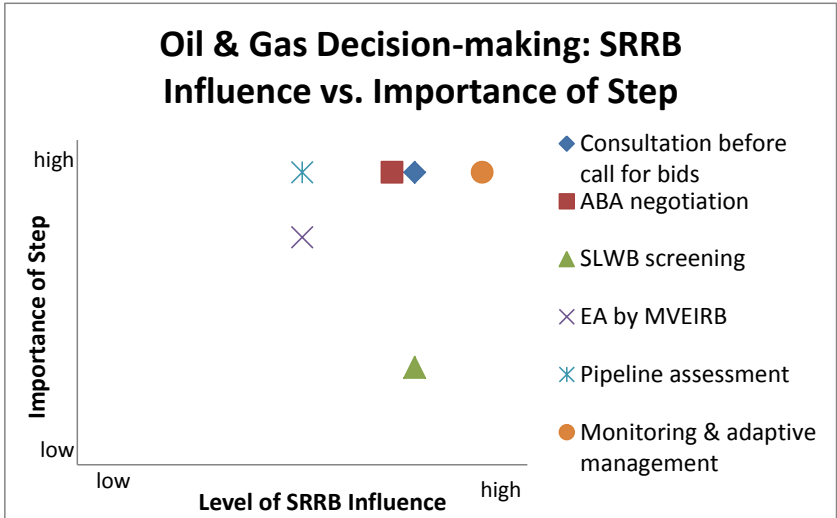 Oil & Gas Decision-making: SRRB
Influence vs. Importance of Step
high
Importance of Step
low
low
Level of SRRB Influence
high
Consultation before
call for bids
ABA negotiation
SLWB screening
EA by MVEIRB
Pipeline assessment
Monitoring & adaptive
management